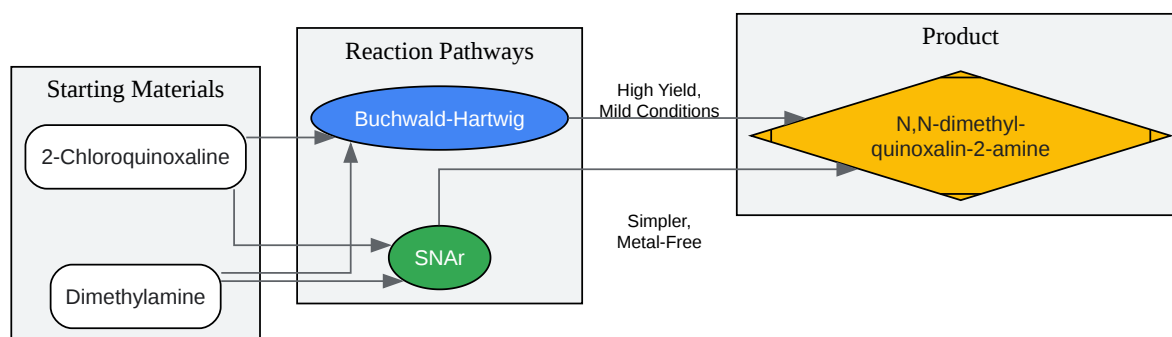 Starting Materials
2-Chloroquinoxaline
Dimethylamine
Reaction Pathways
Buchwald-Hartwig
SNAr
High Yield,
Mild Conditions
Simpler,
Metal-Free
Product
N,N-dimethyl-
quinoxalin-2-amine